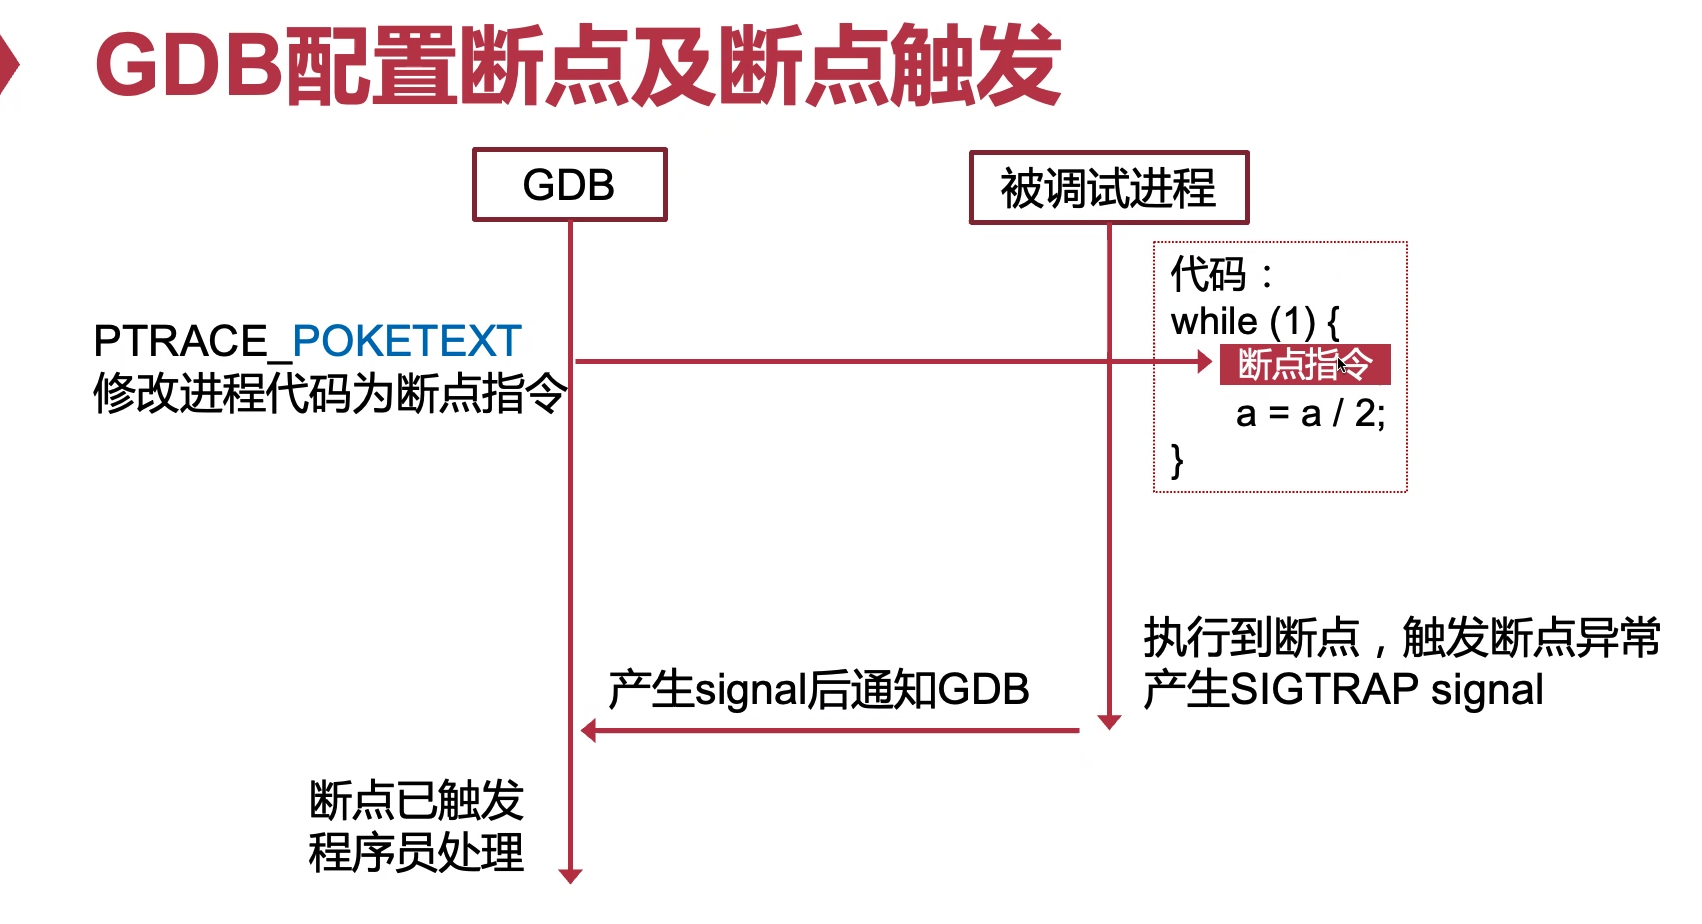 GDB配置断点及断点触发
GDB
被调试进程
代码：
while (1) {
断点指令
a = a / 2;
}
PTRACE_POKETEXT
修改进程代码为断点指令
执行到断点，触发断点异常
产生SIGTRAP signal
产生signal后通知GDB
断点已触发
程序员处理